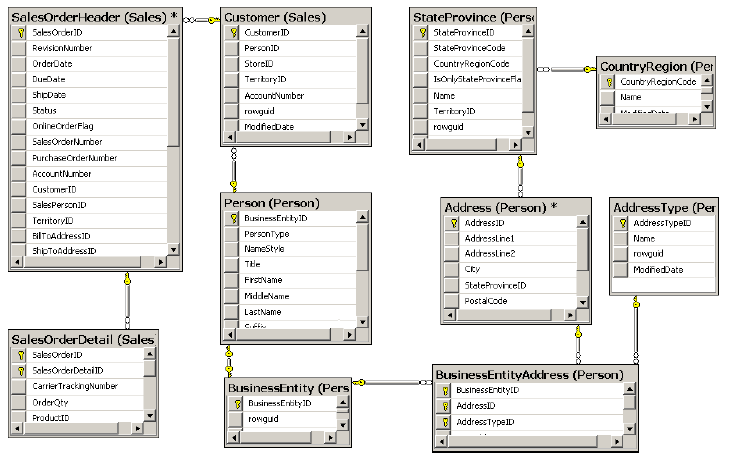 SalesOrderHeader (Sales) *
SalesOrderID
RevisionNumber
OrderDate
DueDate
ShipDate
Status
OnlineOrderFlag
SalesOrderNumber
PurchaseOrderNumber
AccountNumber
CustomerID
SalesPersonID
TerritoryID
BillToAddressID
ShipToAddressID
Customer (Sales)
CustomerID
PersonID
StoreID
TerritoryID
AccountNumber
rowguid
ModifiedDate
StateProvince (Perso
StateProvinceID
StateProvinceCode
CountryRegionCode
IsOnlyStateProvinceFla
Name
TerritoryID
rowguid
CountryRegion (Per
CountryRegionCode
Name
ModifiedDate
Person (Person)
BusinessEntityID
PersonType
NameStyle
Title
FirstName
MiddleName
LastName
Suffix
Address (Person) *
AddressID
AddressLine1
AddressLine2
City
StateProvinceID
PostalCode
AddressType (Per
AddressTypeID
Name
rowguid
ModifiedDate
SalesOrderDetail (Sales
SalesOrderID
SalesOrderDetailID
CarrierTrackingNumber
OrderQty
ProductID
BusinessEntity (Pers
BusinessEntityID
rowguid
BusinessEntityAddress (Person)
BusinessEntityID
AddressID
AddressTypeID